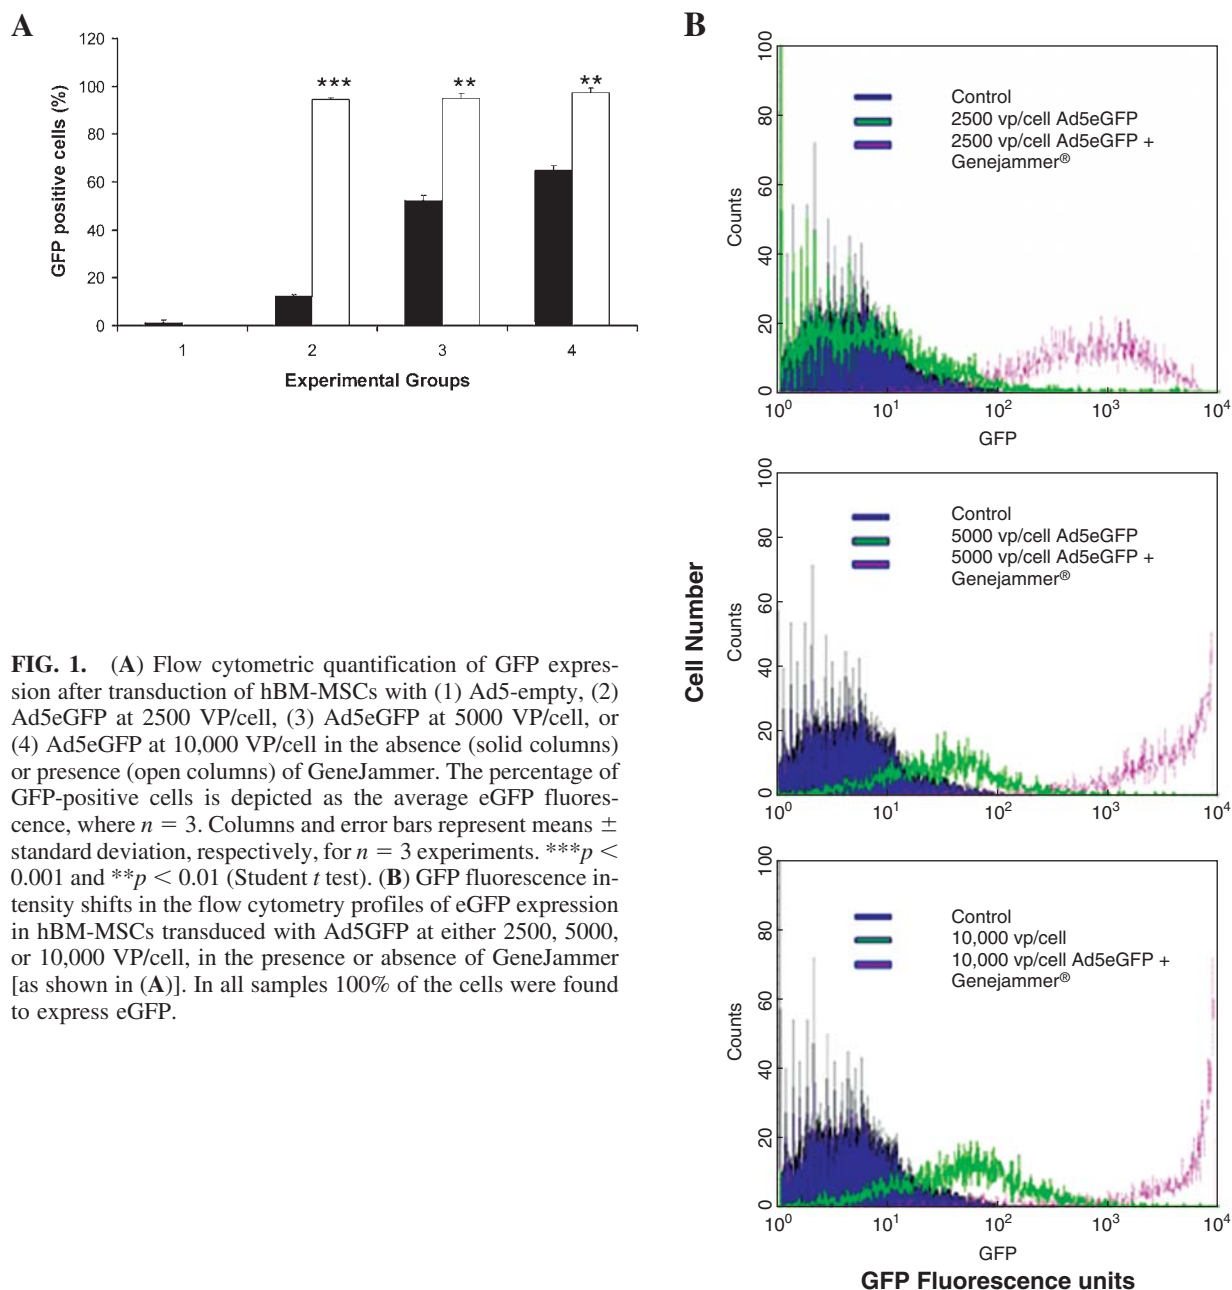 A
120
100
80
60
40
20
0
GFP positive cells (%)
***
**
**
1 2 3 4
Experimental Groups
FIG. 1. (A) Flow cytometric quantification of GFP expres-
sion after transduction of hBM-MSCs with (1) Ad5-empty, (2)
Ad5eGFP at 2500 VP/cell, (3) Ad5eGFP at 5000 VP/cell, or
(4) Ad5eGFP at 10,000 VP/cell in the absence (solid columns)
or presence (open columns) of GeneJammer. The percentage of
GFP-positive cells is depicted as the average eGFP fluores-
cence, where n = 3. Columns and error bars represent means ±
standard deviation, respectively, for n = 3 experiments. ***p <
0.001 and **p < 0.01 (Student t test). (B) GFP fluorescence in-
tensity shifts in the flow cytometry profiles of eGFP expression
in hBM-MSCs transduced with Ad5GFP at either 2500, 5000,
or 10,000 VP/cell, in the presence or absence of GeneJammer
[as shown in (A)]. In all samples 100% of the cells were found
to express eGFP.
B
Cell Number
100
80
60
40
20
0
Counts
Control
2500 vp/cell Ad5eGFP
2500 vp/cell Ad5eGFP +
Genejammer®
10⁰ 10¹ 10² 10³ 10⁴
GFP
100
80
60
40
20
0
Counts
Control
5000 vp/cell Ad5eGFP
5000 vp/cell Ad5eGFP +
Genejammer®
10⁰ 10¹ 10² 10³ 10⁴
100
80
60
40
20
0
Counts
Control
10,000 vp/cell
10,000 vp/cell Ad5eGFP +
Genejammer®
10⁰ 10¹ 10² 10³ 10⁴
GFP
GFP Fluorescence units